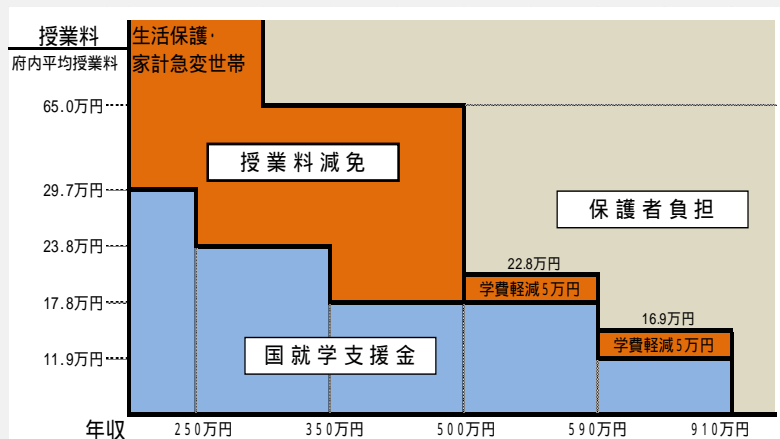 授業料
府内平均授業料
生活保護・
家計急変世帯
65.0万円
授業料減免
29.7万円
保護者負担
23.8万円
22.8万円
学費軽減5万円
17.8万円
16.9万円
学費軽減5万円
国就学支援金
11.9万円
年収
250万円
350万円
500万円
590万円
910万円